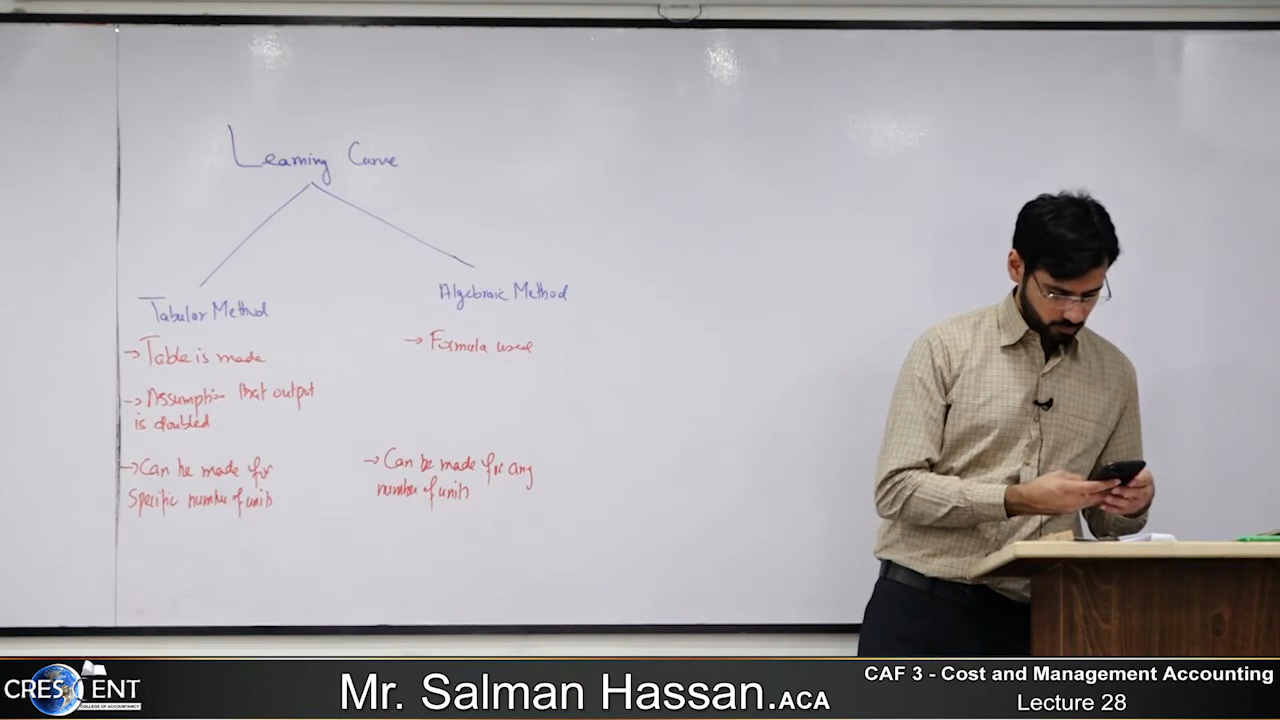 Learning Curve
Tabular Method
Algebraic Method
→ Table is made
→ Formula used
→ Assumption that output
is doubled
→ Can be made for
specific number of units
→ Can be made for any
number of units
CRESCENT
COLLEGE OF ACCOUNTANCY
Mr. Salman Hassan.ACA
CAF 3 - Cost and Management Accounting
Lecture 28